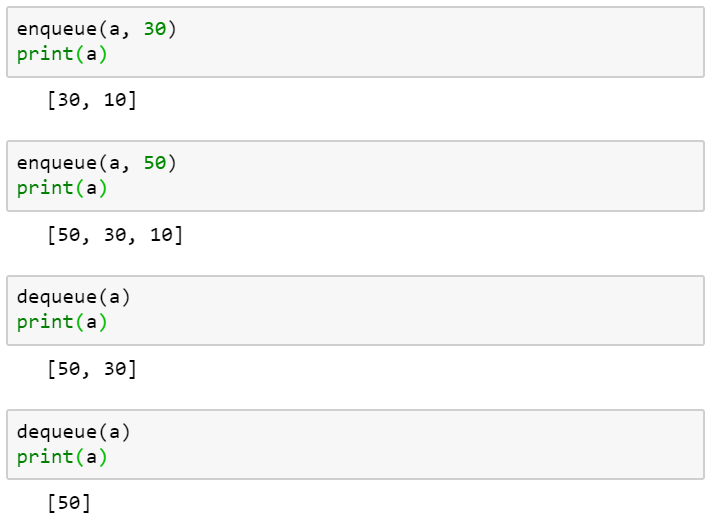 enqueue(a, 30)
print(a)
[30, 10]
enqueue(a, 50)
print(a)
[50, 30, 10]
dequeue(a)
print(a)
[50, 30]
dequeue(a)
print(a)
[50]